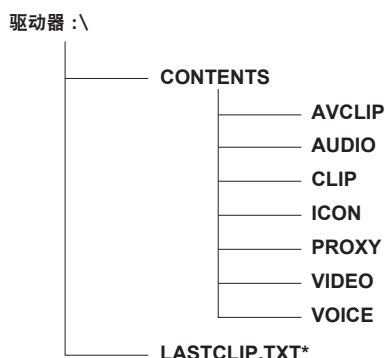 驱动器 :\
CONTENTS
AVCLIP
AUDIO
CLIP
ICON
PROXY
VIDEO
VOICE
LASTCLIP.TXT*